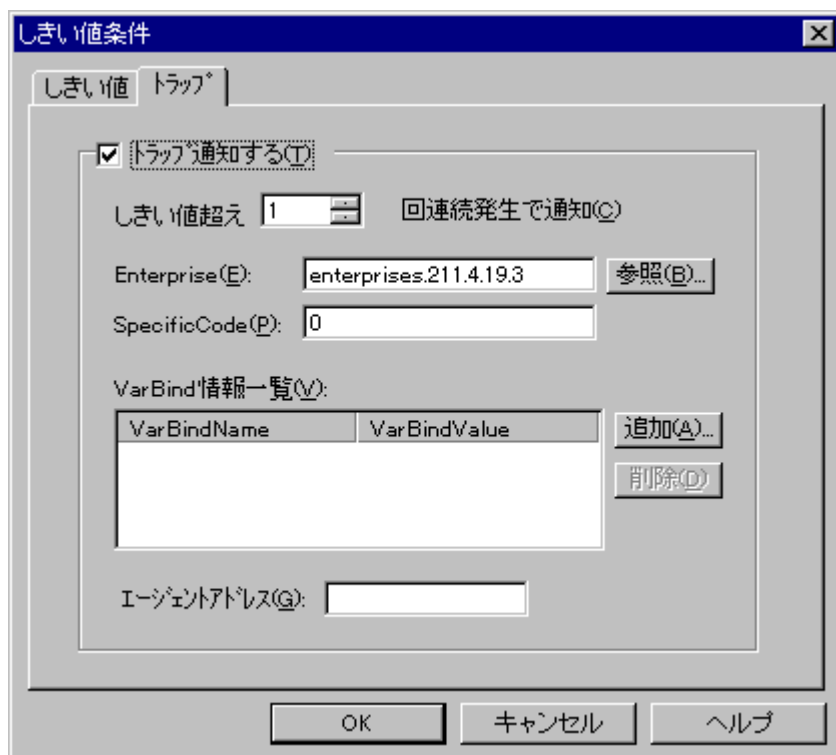 しきい値条件
しきい値 ﾄﾗｯﾌﾟ
ﾄﾗｯﾌﾟ通知する(T)
しきい値超え 1 回連続発生で通知(C)
Enterprise(E): enterprises.211.4.19.3 参照(B)...
SpecificCode(P): 0
VarBind情報一覧(V):
VarBindName VarBindValue 追加(A)...
削除(D)
ｴｰｼﾞｪﾝﾄｱﾄﾞﾚｽ(G):
OK キャンセル ヘルプ